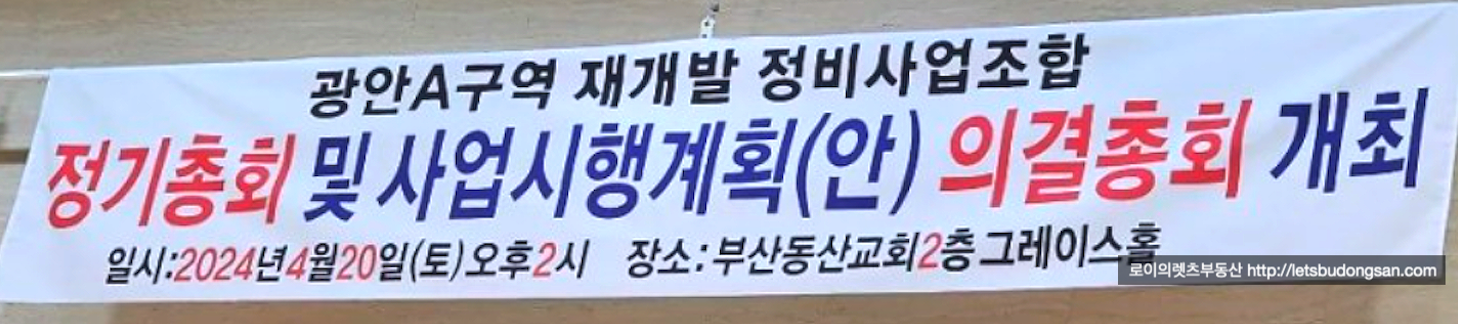 광안A구역 재개발 정비사업조합
정기총회 및 사업시행계획(안) 의결총회 개최
일시:2024년4월20일(토)오후2시 장소:부산동산교회2층그레이스홀
로이의렛츠부동산 http://letsbudongsan.com